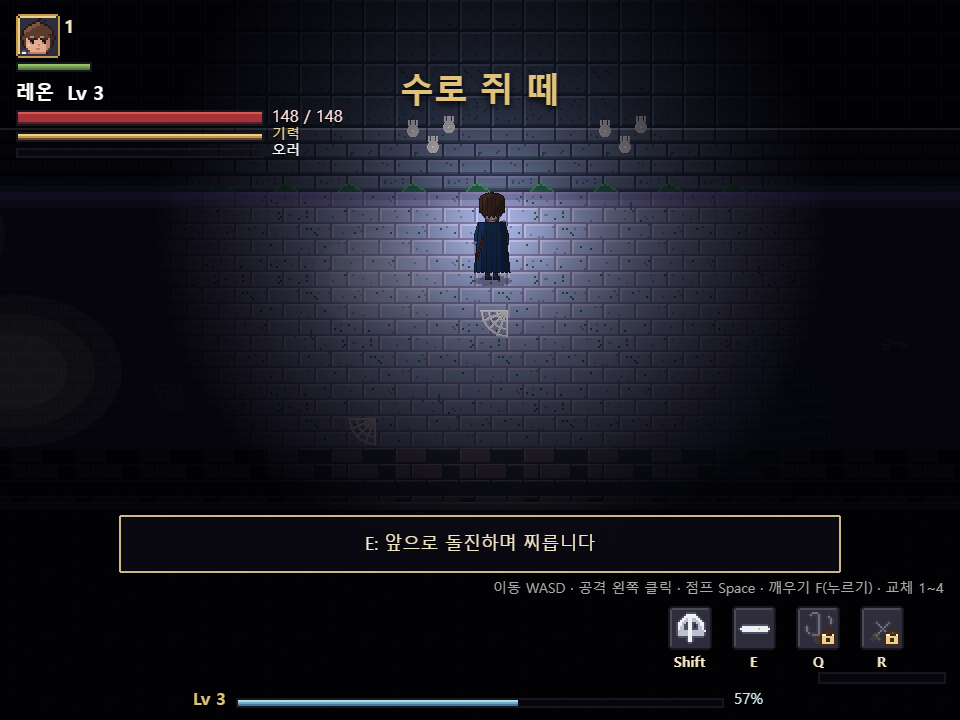 1
레온 Lv 3
148 / 148
기력
오러
수로 쥐 떼
E: 앞으로 돌진하며 찌릅니다
이동 WASD · 공격 왼쪽 클릭 · 점프 Space · 깨우기 F(누르기) · 교체 1~4
Shift E Q R
Lv 3 57%